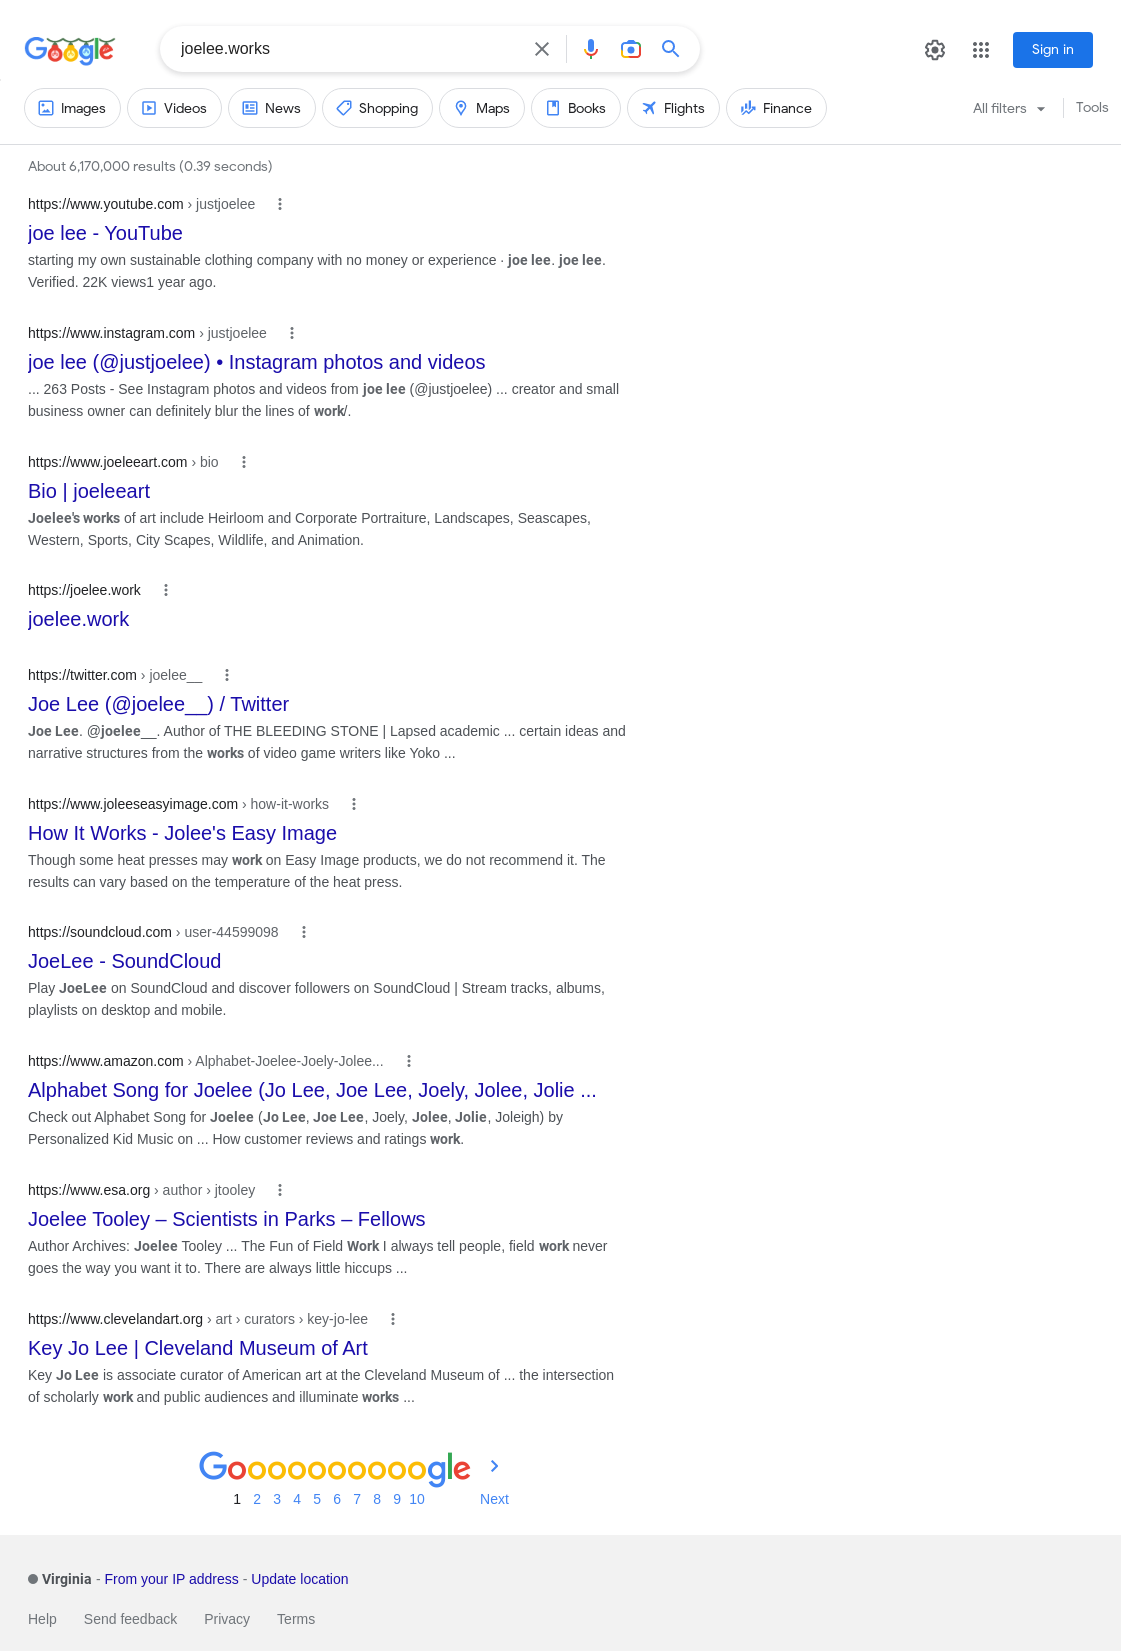 Google
joelee.works
Sign in
Images
Videos
News
Shopping
Maps
Books
Flights
Finance
All filters
Tools
About 6,170,000 results (0.39 seconds)
https://www.youtube.com › justjoelee
joe lee - YouTube
starting my own sustainable clothing company with no money or experience · joe lee. joe lee.
Verified. 22K views1 year ago.
https://www.instagram.com › justjoelee
joe lee (@justjoelee) • Instagram photos and videos
... 263 Posts - See Instagram photos and videos from joe lee (@justjoelee) ... creator and small
business owner can definitely blur the lines of work/.
https://www.joeleeart.com › bio
Bio | joeleeart
Joelee's works of art include Heirloom and Corporate Portraiture, Landscapes, Seascapes,
Western, Sports, City Scapes, Wildlife, and Animation.
https://joelee.work
joelee.work
https://twitter.com › joelee__
Joe Lee (@joelee__) / Twitter
Joe Lee. @joelee__. Author of THE BLEEDING STONE | Lapsed academic ... certain ideas and
narrative structures from the works of video game writers like Yoko ...
https://www.joleeseasyimage.com › how-it-works
How It Works - Jolee's Easy Image
Though some heat presses may work on Easy Image products, we do not recommend it. The
results can vary based on the temperature of the heat press.
https://soundcloud.com › user-44599098
JoeLee - SoundCloud
Play JoeLee on SoundCloud and discover followers on SoundCloud | Stream tracks, albums,
playlists on desktop and mobile.
https://www.amazon.com › Alphabet-Joelee-Joely-Jolee...
Alphabet Song for Joelee (Jo Lee, Joe Lee, Joely, Jolee, Jolie ...
Check out Alphabet Song for Joelee (Jo Lee, Joe Lee, Joely, Jolee, Jolie, Joleigh) by
Personalized Kid Music on ... How customer reviews and ratings work.
https://www.esa.org › author › jtooley
Joelee Tooley – Scientists in Parks – Fellows
Author Archives: Joelee Tooley ... The Fun of Field Work I always tell people, field work never
goes the way you want it to. There are always little hiccups ...
https://www.clevelandart.org › art › curators › key-jo-lee
Key Jo Lee | Cleveland Museum of Art
Key Jo Lee is associate curator of American art at the Cleveland Museum of ... the intersection
of scholarly work and public audiences and illuminate works ...
Goooooooooogle
1 2 3 4 5 6 7 8 9 10 Next
Virginia - From your IP address - Update location
Help Send feedback Privacy Terms